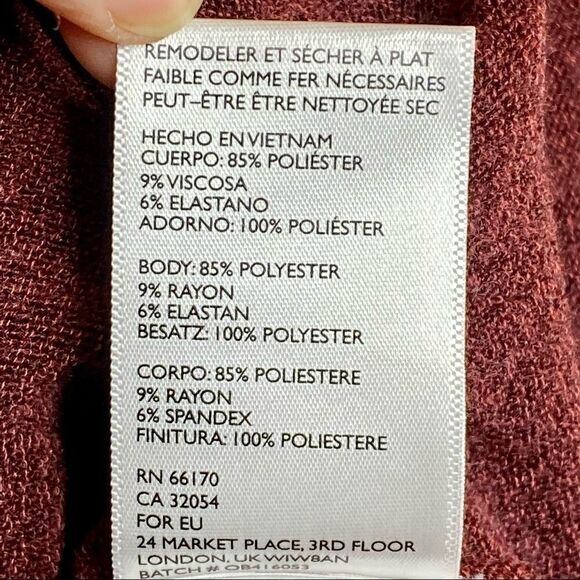 REMODELER ET SÉCHER À PLAT
FAIBLE COMME FER NÉCESSAIRES
PEUT-ÊTRE ÊTRE NETTOYÉE SEC
HECHO EN VIETNAM
CUERPO: 85% POLIÉSTER
9% VISCOSA
6% ELASTANO
ADORNO: 100% POLIÉSTER
BODY: 85% POLYESTER
9% RAYON
6% ELASTAN
BESATZ: 100% POLYESTER
CORPO: 85% POLIESTERE
9% RAYON
6% SPANDEX
FINITURA: 100% POLIESTERE
RN 66170
CA 32054
FOR EU
24 MARKET PLACE, 3RD FLOOR
LONDON, UK W1W8AN
BATCH # OB416053